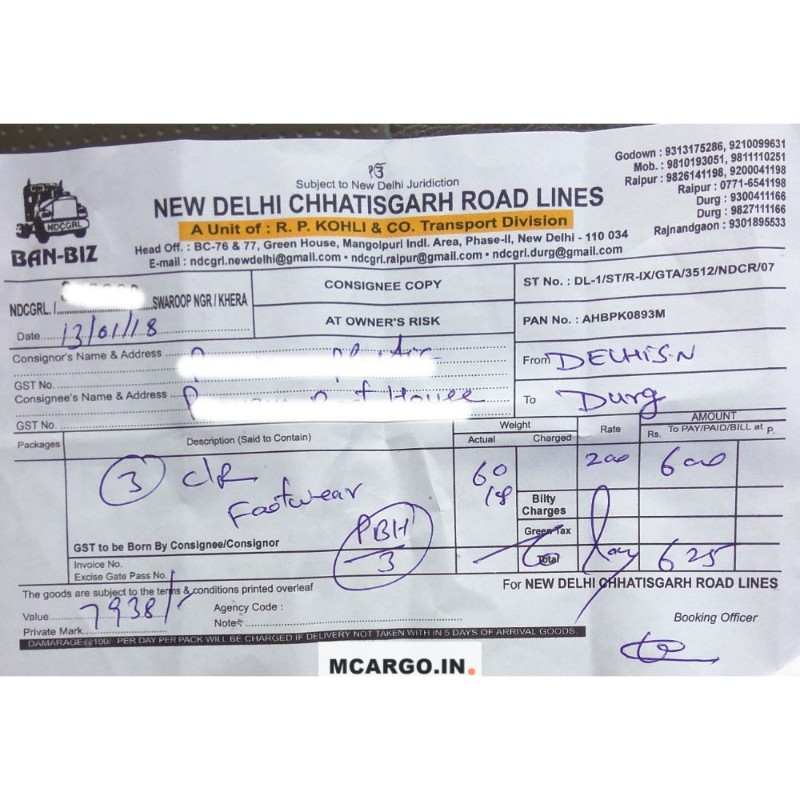 ੴ
Subject to New Delhi Juridiction
NEW DELHI CHHATISGARH ROAD LINES
A Unit of : R. P. KOHLI & CO. Transport Division
Head Off. : BC-76 & 77, Green House, Mangolpuri Indl. Area, Phase-II, New Delhi - 110 034
E-mail : ndcgrl.newdelhi@gmail.com • ndcgrl.raipur@gmail.com • ndcgrl.durg@gmail.com
NDCGRL
BAN-BIZ
Godown : 9313175286, 9210099631
Mob. : 9810193051, 9811110251
Raipur : 9826141198, 9200041198
Raipur : 0771-6541198
Durg : 9300411166
Durg : 9827111166
Rajnandgaon : 9301895533
NDCGRL. / SWAROOP NGR / KHERA
Date 13/01/18
CONSIGNEE COPY
AT OWNER'S RISK
ST No. : DL-1/ST/R-IX/GTA/3512/NDCR/07
PAN No. : AHBPK0893M
Consignor's Name & Address
GST No.
Consignee's Name & Address House
GST No.
From DELHI S.N
To Durg
Packages Description (Said to Contain) Weight Actual Charged Rate AMOUNT Rs. To PAY/PAID/BILL at P.
3 C/R 60 200 600
Footwear
Bilty Charges
Green Tax
GST to be Born By Consignee/Consignor PBH 3
Total 625
Invoice No.
Excise Gate Pass No.
The goods are subject to the terms & conditions printed overleaf
For NEW DELHI CHHATISGARH ROAD LINES
Value 7938/-
Agency Code :
Private Mark
Note:
Booking Officer
DAMARAGE @100/- PER DAY PER PACK WILL BE CHARGED IF DELIVERY NOT TAKEN WITH IN 5 DAYS OF ARRIVAL GOODS.
MCARGO.IN.